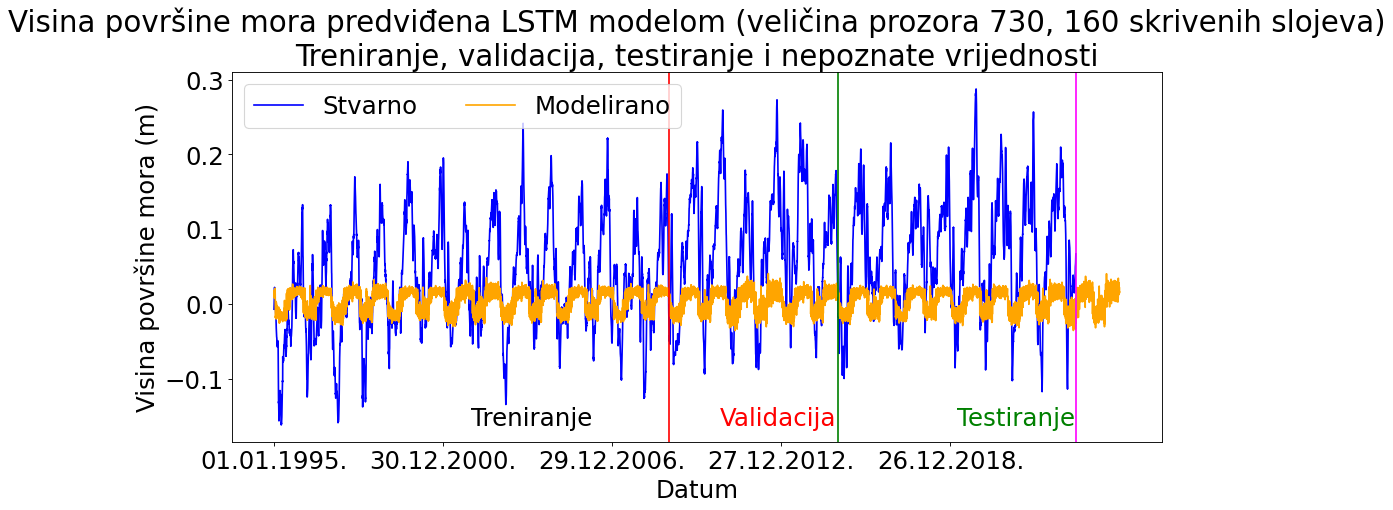 Visina površine mora predviđena LSTM modelom (veličina prozora 730, 160 skrivenih slojeva)
Treniranje, validacija, testiranje i nepoznate vrijednosti
Stvarno
Modelirano
Visina površine mora (m)
0.3
0.2
0.1
0.0
−0.1
Treniranje
Validacija
Testiranje
01.01.1995.
30.12.2000.
29.12.2006.
27.12.2012.
26.12.2018.
Datum